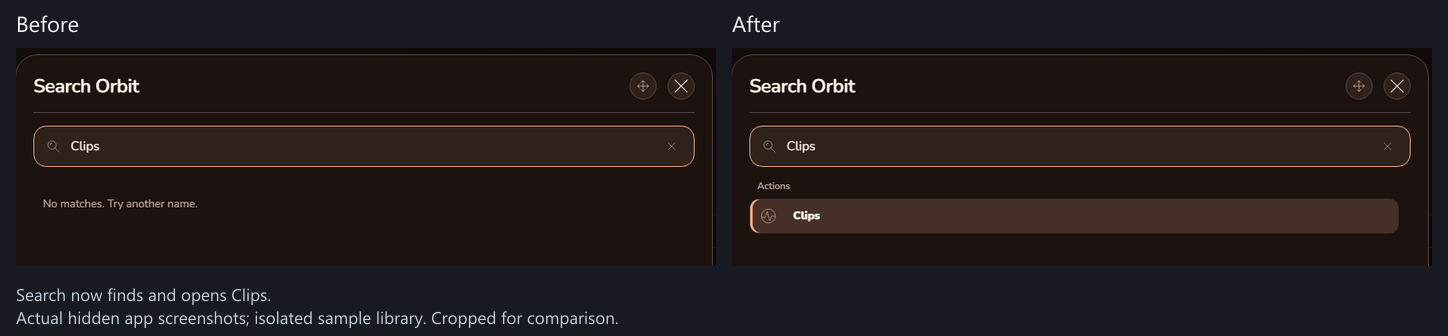 Before
Search Orbit
Clips
No matches. Try another name.
After
Search Orbit
Clips
Actions
Clips
Search now finds and opens Clips.
Actual hidden app screenshots; isolated sample library. Cropped for comparison.